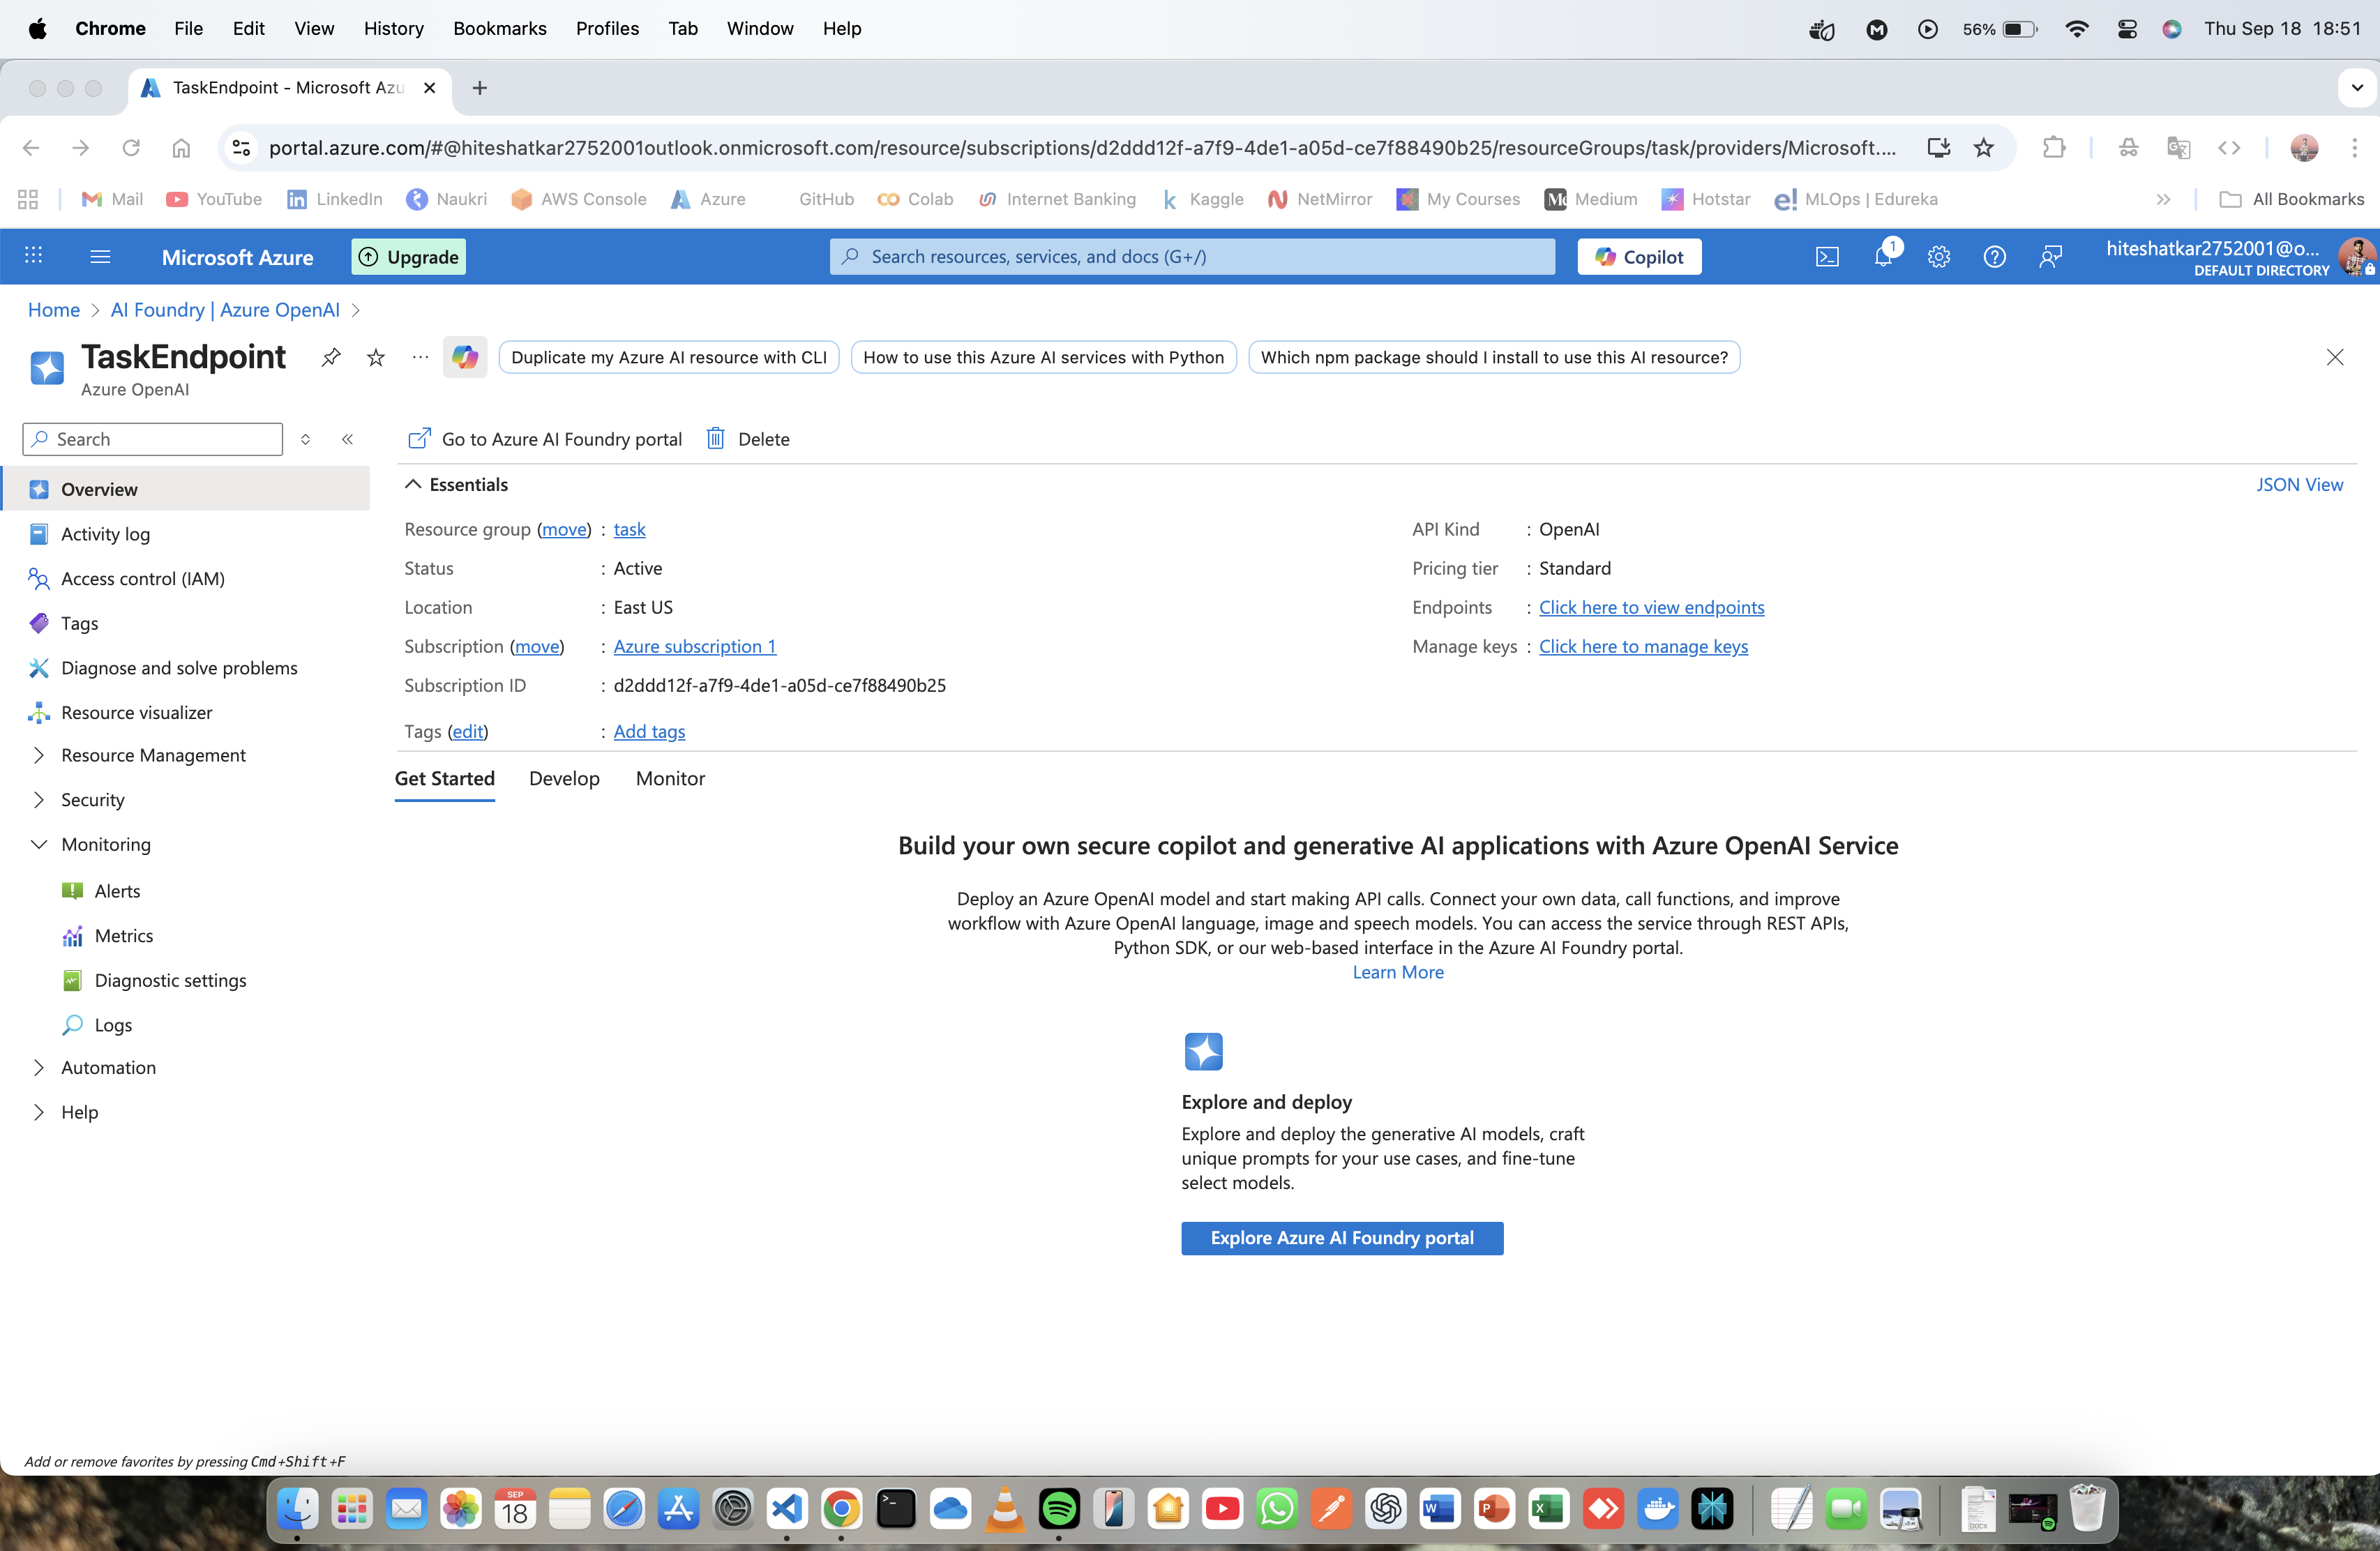 Chrome File Edit View History Bookmarks Profiles Tab Window Help 56% Thu Sep 18 18:51
TaskEndpoint - Microsoft Azu
portal.azure.com/#@hiteshatkar2752001outlook.onmicrosoft.com/resource/subscriptions/d2ddd12f-a7f9-4de1-a05d-ce7f88490b25/resourceGroups/task/providers/Microsoft....
Mail YouTube LinkedIn Naukri AWS Console Azure GitHub Colab Internet Banking Kaggle NetMirror My Courses Medium Hotstar MLOps | Edureka All Bookmarks
Microsoft Azure Upgrade Search resources, services, and docs (G+/) Copilot 1 hiteshatkar2752001@o...
DEFAULT DIRECTORY
Home > AI Foundry | Azure OpenAI >
TaskEndpoint Duplicate my Azure AI resource with CLI How to use this Azure AI services with Python Which npm package should I install to use this AI resource?
Azure OpenAI
Search
Overview
Activity log
Access control (IAM)
Tags
Diagnose and solve problems
Resource visualizer
Resource Management
Security
Monitoring
Alerts
Metrics
Diagnostic settings
Logs
Automation
Help
Go to Azure AI Foundry portal Delete
Essentials JSON View
Resource group (move) : task
Status : Active
Location : East US
Subscription (move) : Azure subscription 1
Subscription ID : d2ddd12f-a7f9-4de1-a05d-ce7f88490b25
Tags (edit) : Add tags
API Kind : OpenAI
Pricing tier : Standard
Endpoints : Click here to view endpoints
Manage keys : Click here to manage keys
Get Started Develop Monitor
Build your own secure copilot and generative AI applications with Azure OpenAI Service
Deploy an Azure OpenAI model and start making API calls. Connect your own data, call functions, and improve
workflow with Azure OpenAI language, image and speech models. You can access the service through REST APIs,
Python SDK, or our web-based interface in the Azure AI Foundry portal.
Learn More
Explore and deploy
Explore and deploy the generative AI models, craft
unique prompts for your use cases, and fine-tune
select models.
Explore Azure AI Foundry portal
Add or remove favorites by pressing Cmd+Shift+F
SEP
18
DOCX